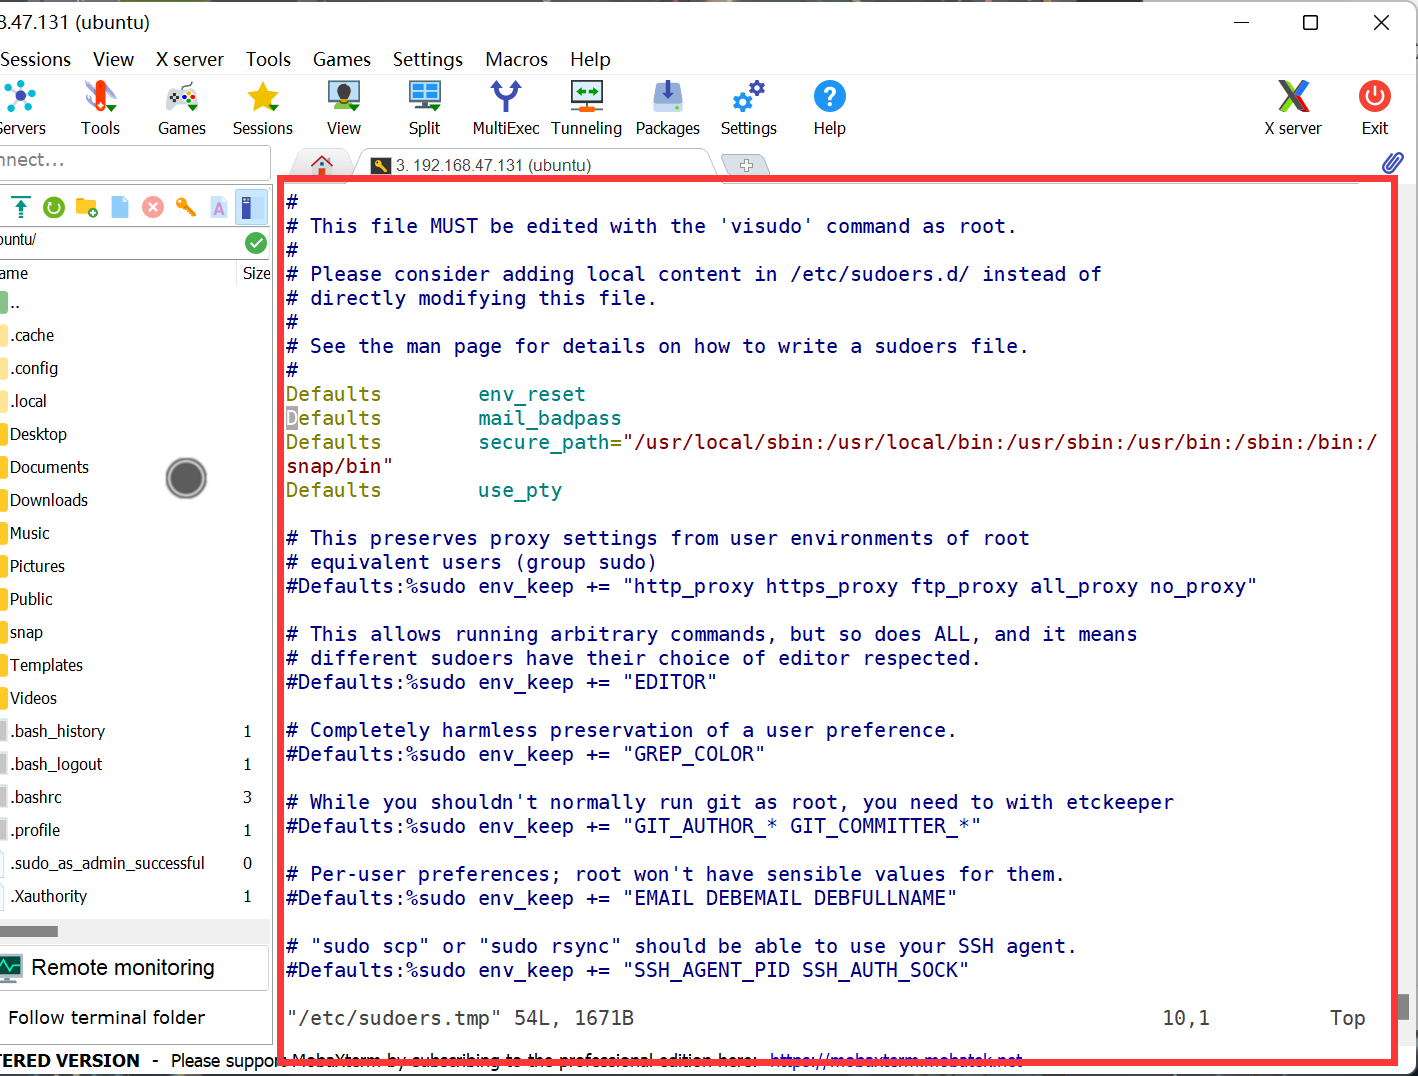 8.47.131 (ubuntu)
Sessions View X server Tools Games Settings Macros Help
Servers Tools Games Sessions View Split MultiExec Tunneling Packages Settings Help X server Exit
nnect...
3. 192.168.47.131 (ubuntu)
buntu/
ame Size
..
.cache
.config
.local
Desktop
Documents
Downloads
Music
Pictures
Public
snap
Templates
Videos
.bash_history 1
.bash_logout 1
.bashrc 3
.profile 1
.sudo_as_admin_successful 0
.Xauthority 1
Remote monitoring
Follow terminal folder
#
# This file MUST be edited with the 'visudo' command as root.
#
# Please consider adding local content in /etc/sudoers.d/ instead of
# directly modifying this file.
#
# See the man page for details on how to write a sudoers file.
#
Defaults        env_reset
Defaults        mail_badpass
Defaults        secure_path="/usr/local/sbin:/usr/local/bin:/usr/sbin:/usr/bin:/sbin:/bin:/
snap/bin"
Defaults        use_pty
# This preserves proxy settings from user environments of root
# equivalent users (group sudo)
#Defaults:%sudo env_keep += "http_proxy https_proxy ftp_proxy all_proxy no_proxy"
# This allows running arbitrary commands, but so does ALL, and it means
# different sudoers have their choice of editor respected.
#Defaults:%sudo env_keep += "EDITOR"
# Completely harmless preservation of a user preference.
#Defaults:%sudo env_keep += "GREP_COLOR"
# While you shouldn't normally run git as root, you need to with etckeeper
#Defaults:%sudo env_keep += "GIT_AUTHOR_* GIT_COMMITTER_*"
# Per-user preferences; root won't have sensible values for them.
#Defaults:%sudo env_keep += "EMAIL DEBEMAIL DEBFULLNAME"
# "sudo scp" or "sudo rsync" should be able to use your SSH agent.
#Defaults:%sudo env_keep += "SSH_AGENT_PID SSH_AUTH_SOCK"
"/etc/sudoers.tmp" 54L, 1671B 10,1 Top
TERED VERSION - Please support MobaXterm by subscribing to the professional edition here: https://mobaxterm.mobatek.net